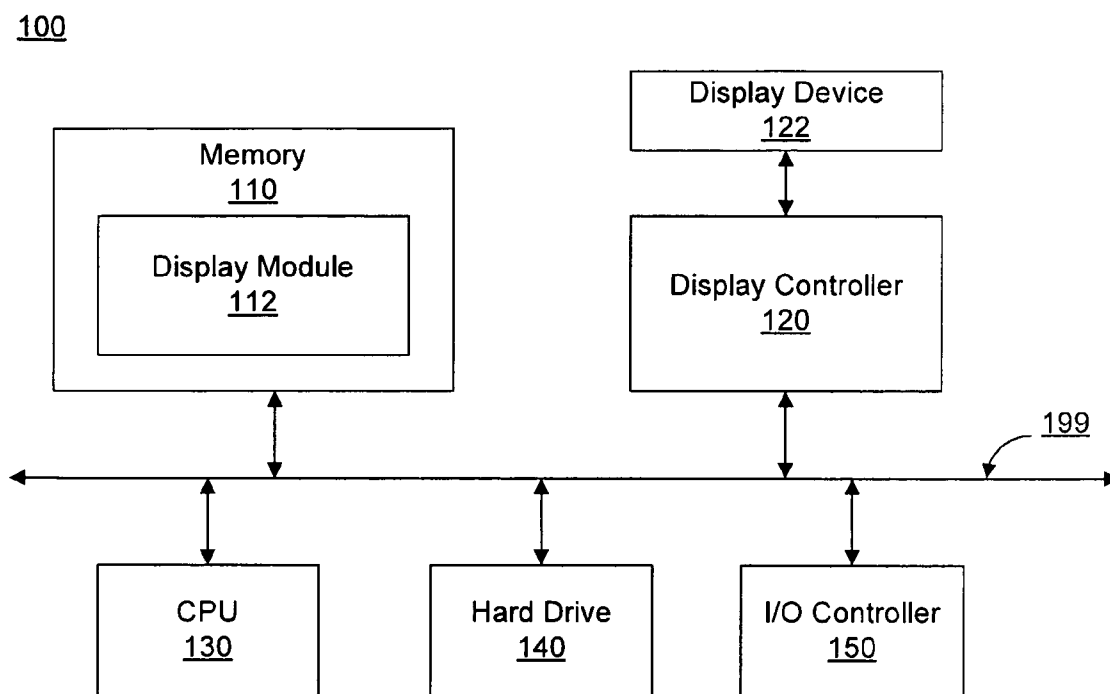 100
Display Device
122
Memory
110
Display Module
112
Display Controller
120
199
CPU
130
Hard Drive
140
I/O Controller
150